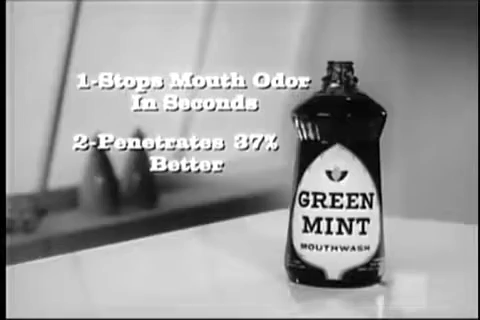 1-Stops Mouth Odor
In Seconds
2-Penetrates 37%
Better
GREEN
MINT
MOUTHWASH